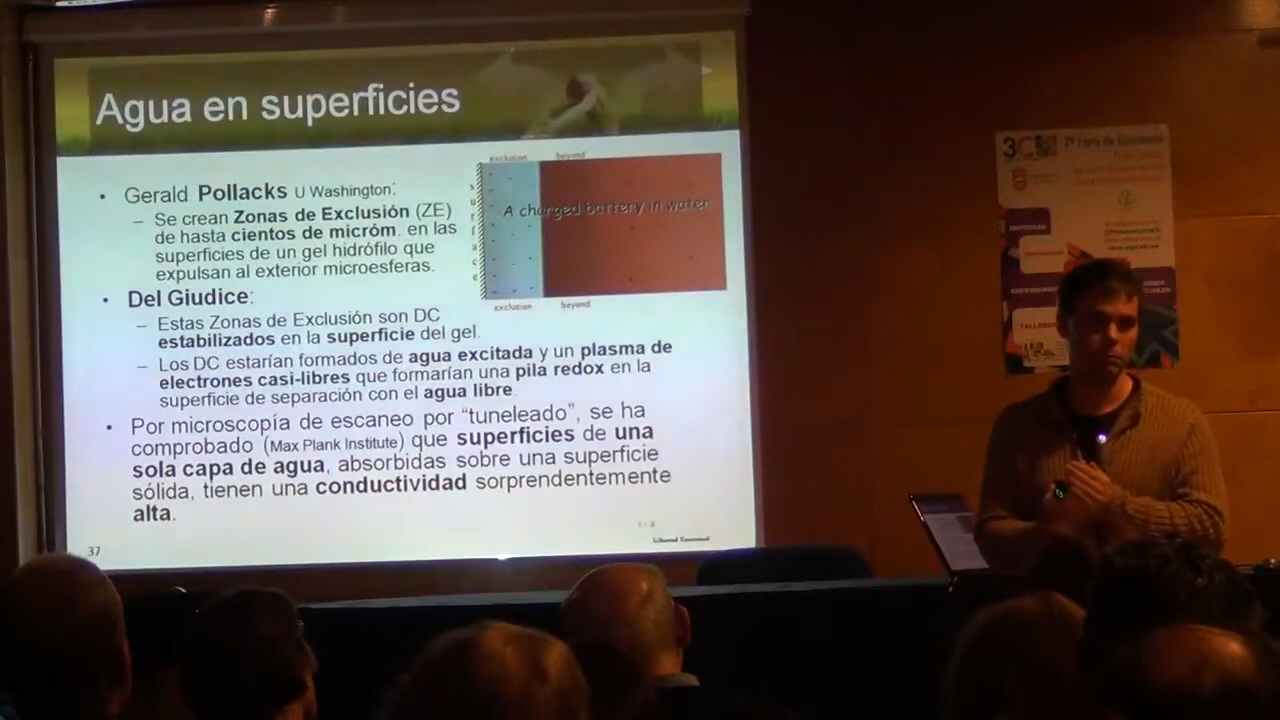 Agua en superficies
• Gerald Pollacks U Washington:
– Se crean Zonas de Exclusión (ZE)
de hasta cientos de micróm. en las
superficies de un gel hidrófilo que
expulsan al exterior microesferas.
exclusion beyond
surface
A charged battery in water
exclusion beyond
• Del Giudice:
– Estas Zonas de Exclusión son DC
estabilizados en la superficie del gel.
– Los DC estarían formados de agua excitada y un plasma de
electrones casi-libres que formarían una pila redox en la
superficie de separación con el agua libre
• Por microscopía de escaneo por “tuneleado”, se ha
comprobado (Max Plank Institute) que superficies de una
sola capa de agua, absorbidas sobre una superficie
sólida, tienen una conductividad sorprendentemente
alta.
37
3C